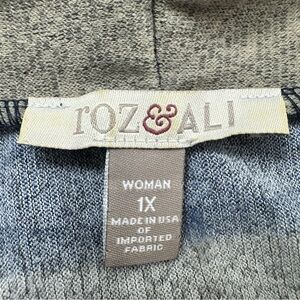 roz&ALI
WOMAN
1X
MADE IN USA
OF
IMPORTED
FABRIC